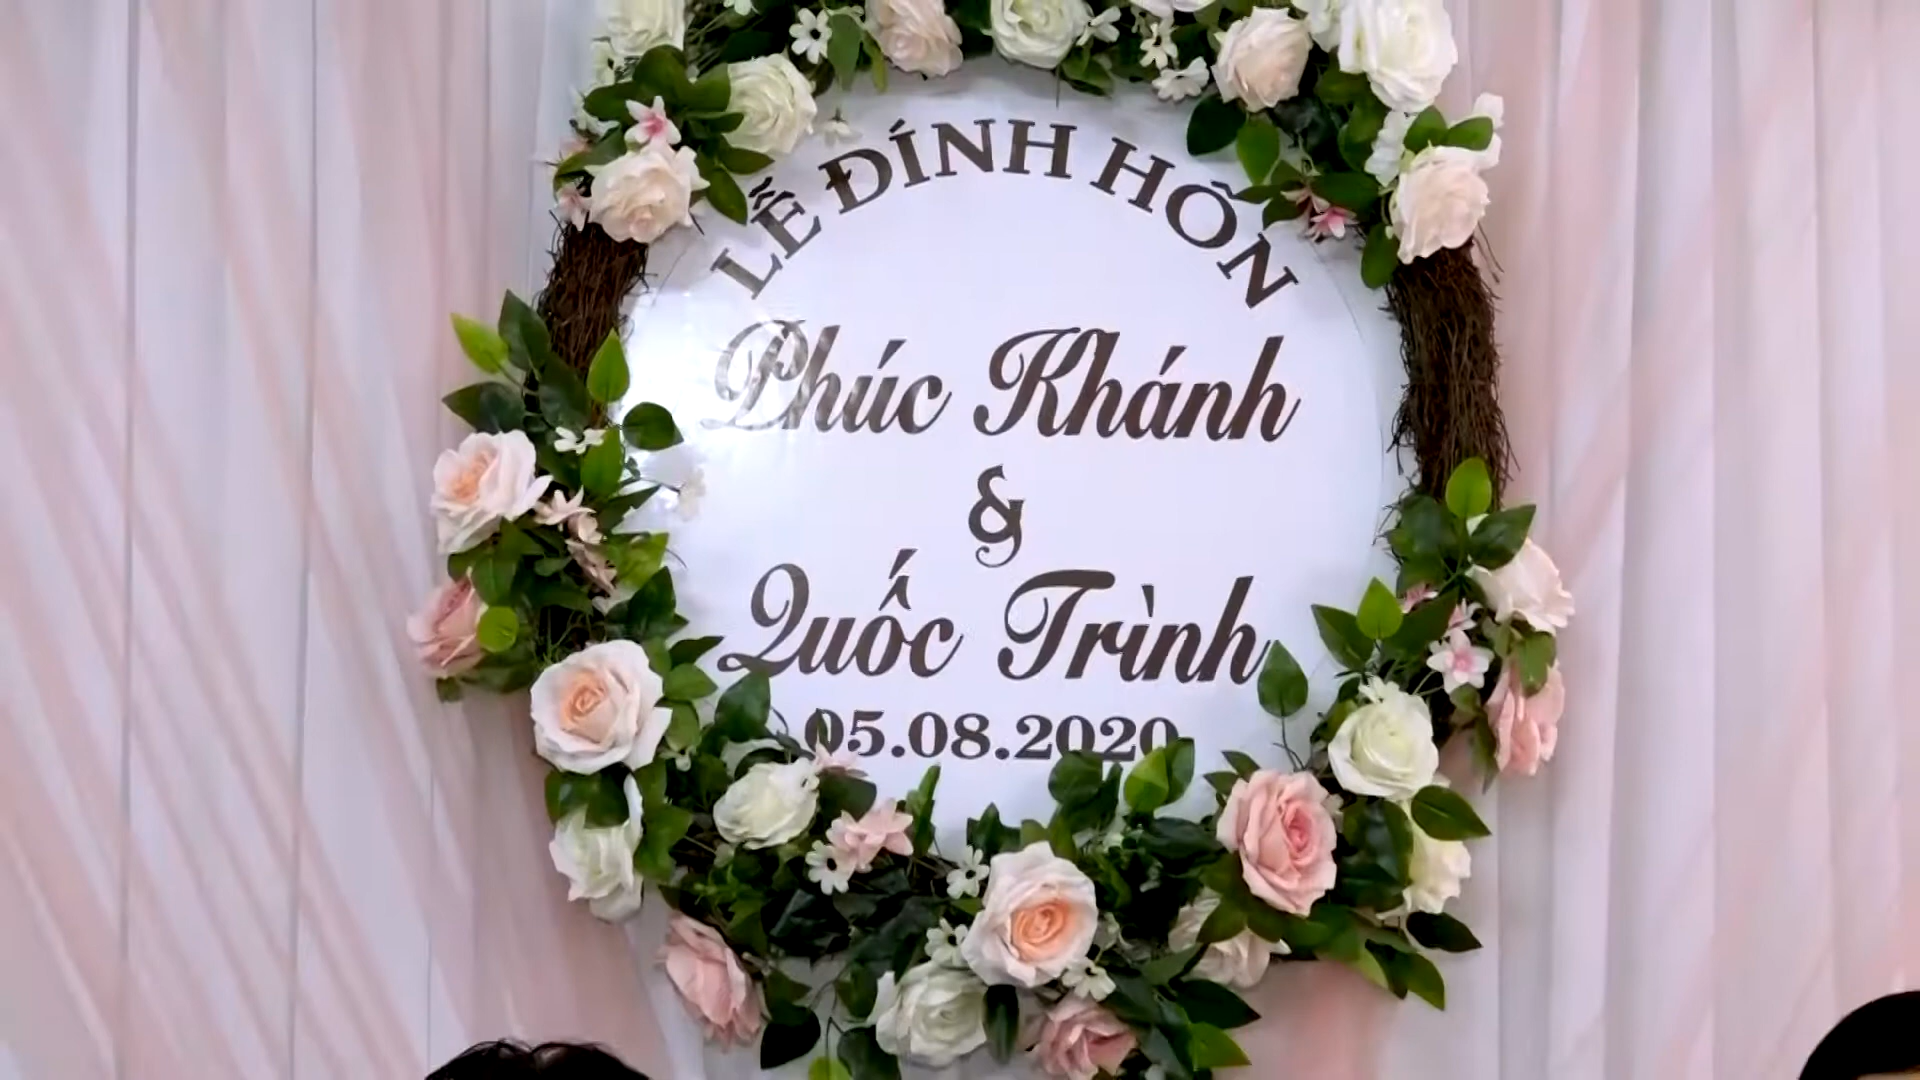 LỄ ĐÍNH HÔN
Phúc Khánh
&
Quốc Trình
05.08.2020